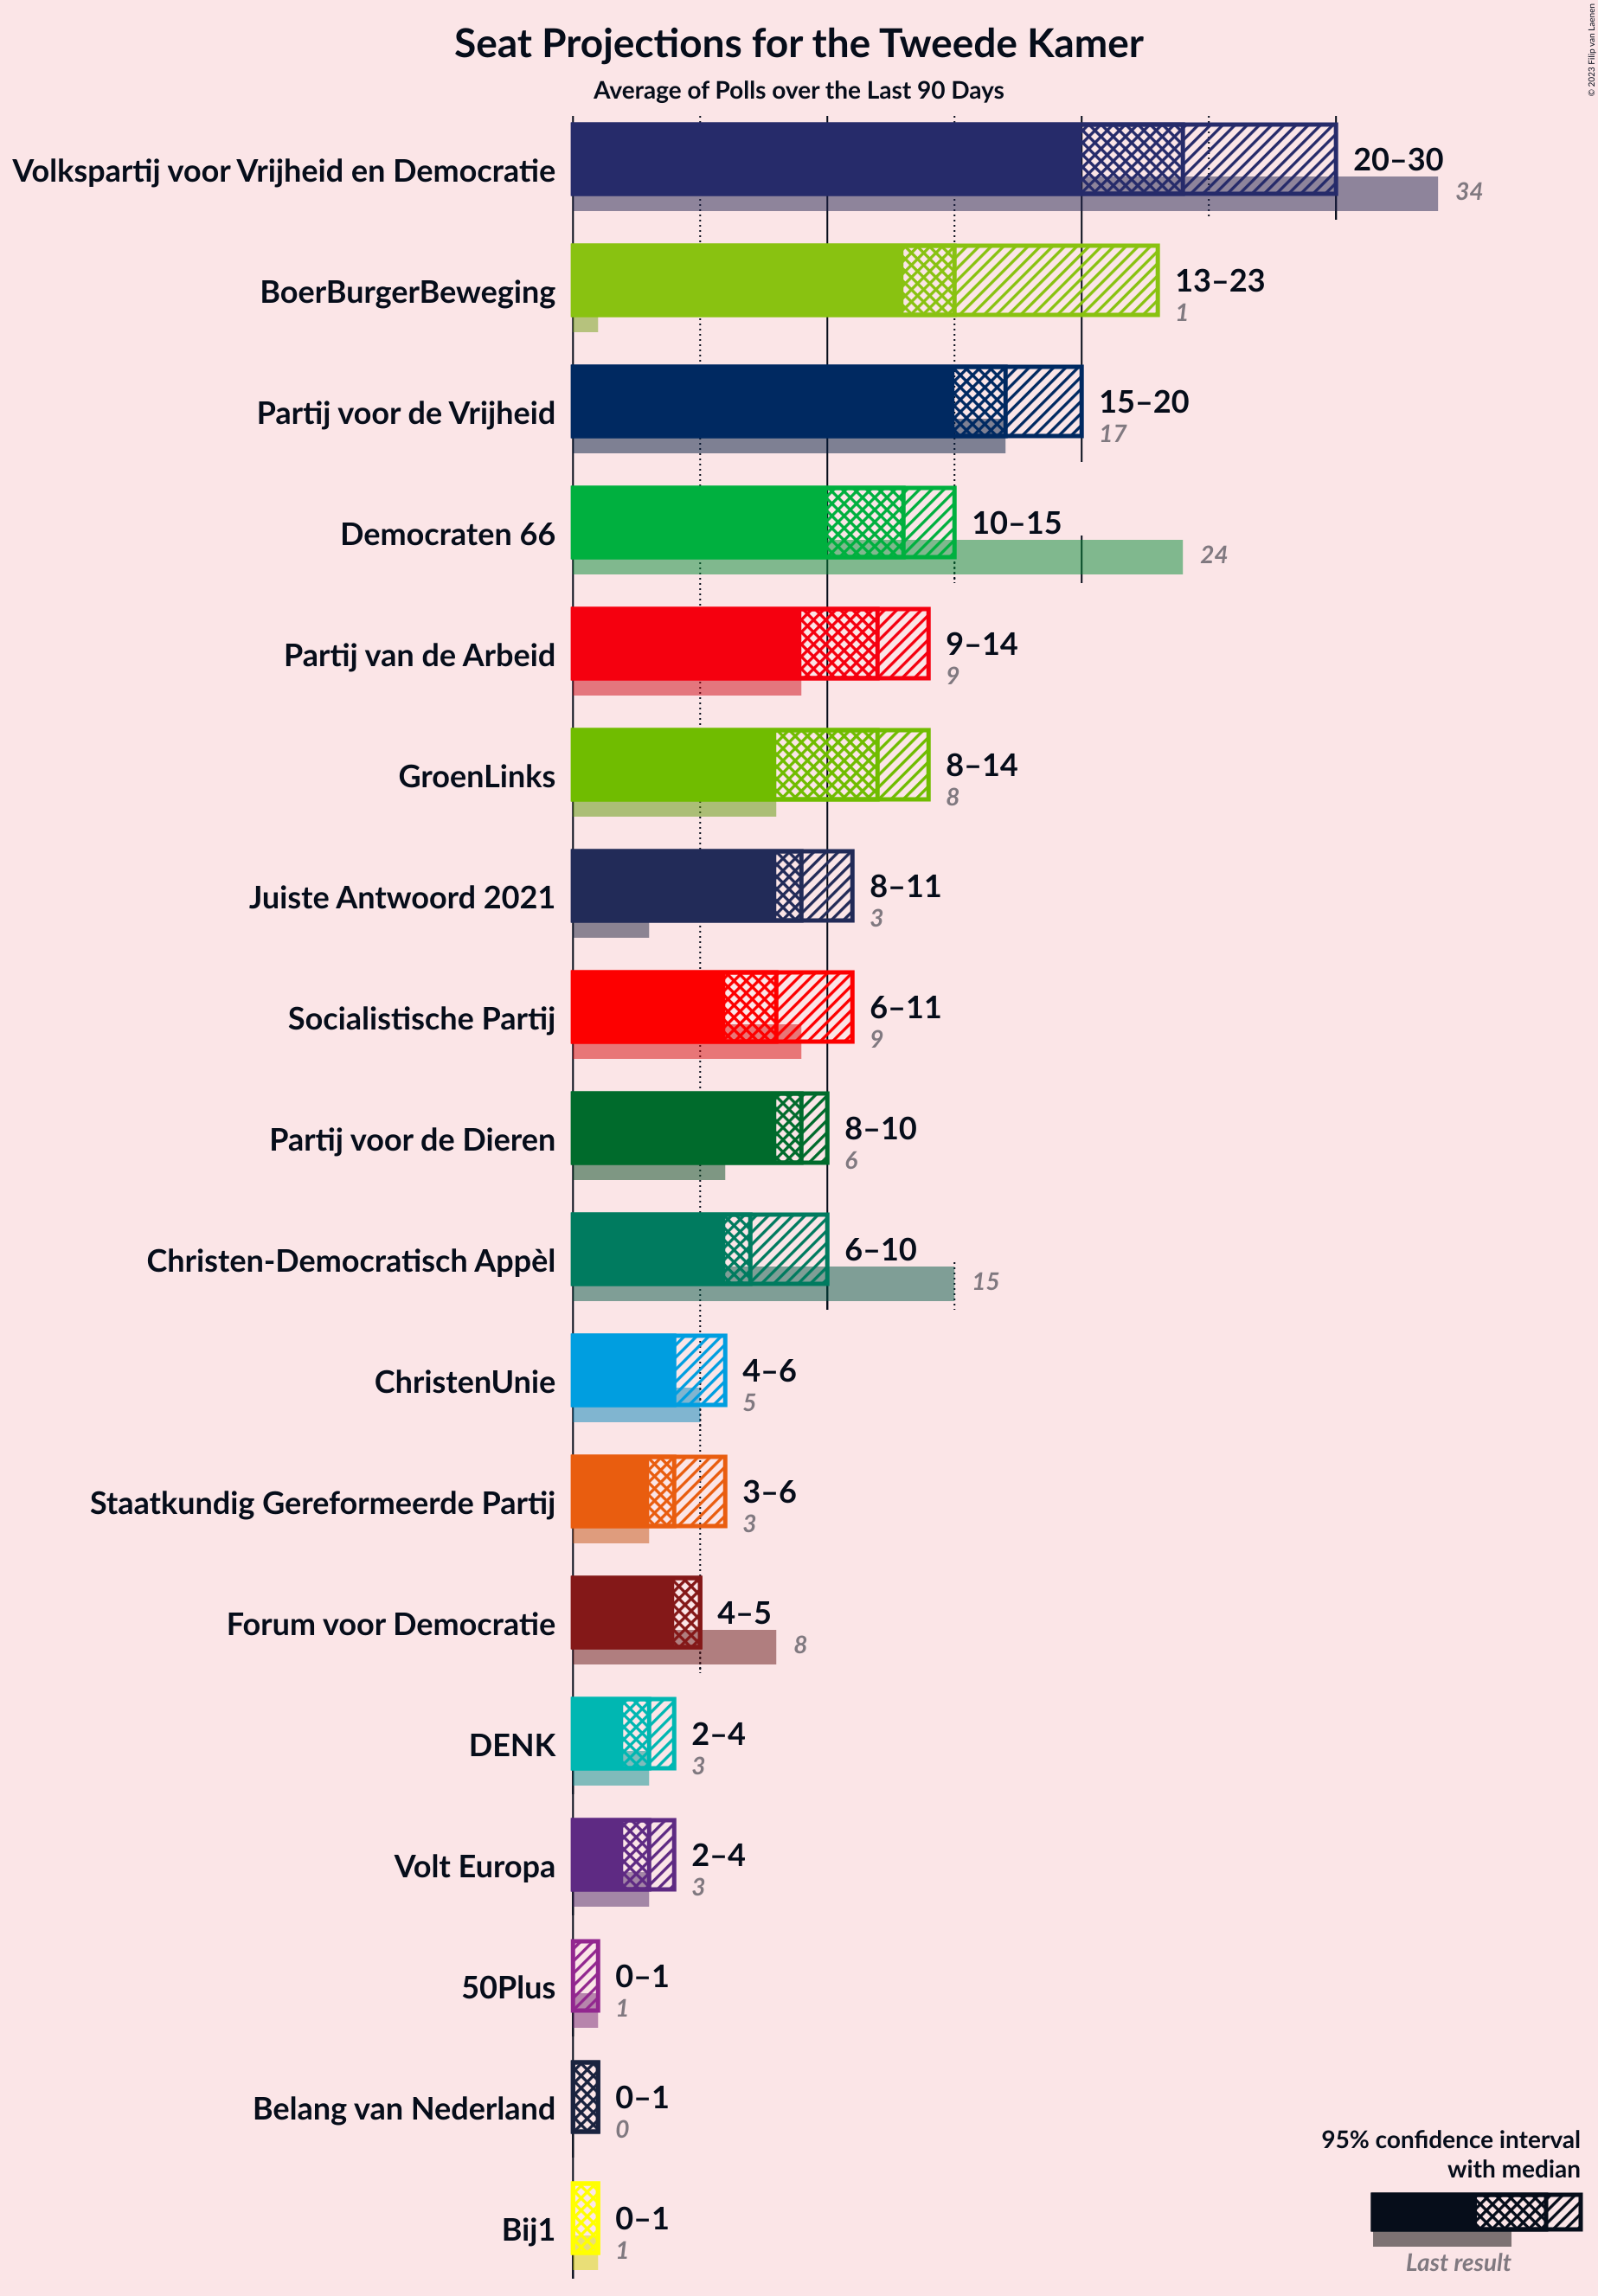 Seat Projections for the Tweede Kamer
Average of Polls over the Last 90 Days
© 2023 Filip van Laenen
Volkspartij voor Vrijheid en Democratie
20–30
34
BoerBurgerBeweging
13–23
1
Partij voor de Vrijheid
15–20
17
Democraten 66
10–15
24
Partij van de Arbeid
9–14
9
GroenLinks
8–14
8
Juiste Antwoord 2021
8–11
3
Socialistische Partij
6–11
9
Partij voor de Dieren
8–10
6
Christen-Democratisch Appèl
6–10
15
ChristenUnie
4–6
5
Staatkundig Gereformeerde Partij
3–6
3
Forum voor Democratie
4–5
8
DENK
2–4
3
Volt Europa
2–4
3
50Plus
0–1
1
Belang van Nederland
0–1
0
Bij1
0–1
1
95% confidence interval
with median
Last result